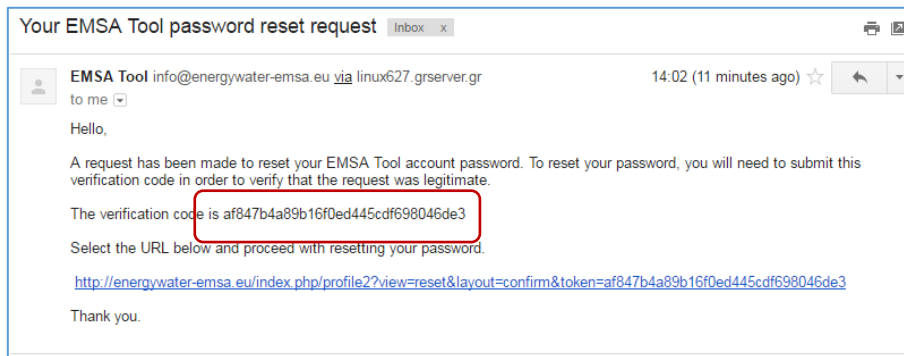 Your EMSA Tool password reset request Inbox x
EMSA Tool info@energywater-emsa.eu via linux627.grserver.gr 14:02 (11 minutes ago)
to me
Hello,
A request has been made to reset your EMSA Tool account password. To reset your password, you will need to submit this
verification code in order to verify that the request was legitimate.
The verification code is af847b4a89b16f0ed445cdf698046de3
Select the URL below and proceed with resetting your password.
http://energywater-emsa.eu/index.php/profile2?view=reset&layout=confirm&token=af847b4a89b16f0ed445cdf698046de3
Thank you.